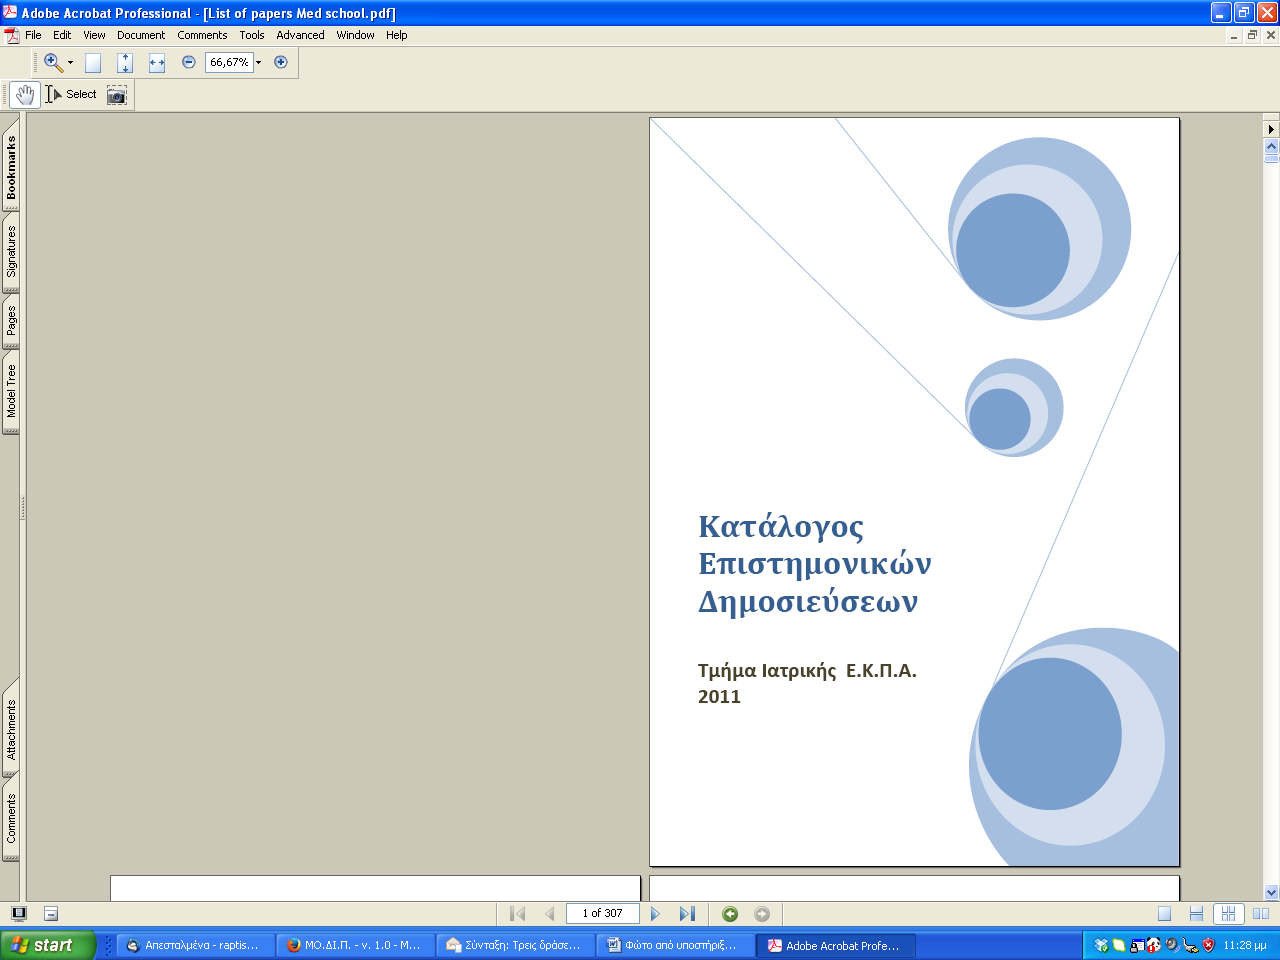 Adobe Acrobat Professional - [List of papers Med school.pdf]
File Edit View Document Comments Tools Advanced Window Help
66,67%
Select
Bookmarks
Signatures
Pages
Model Tree
Attachments
Comments
Κατάλογος
Επιστημονικών
Δημοσιεύσεων
Τμήμα Ιατρικής Ε.Κ.Π.Α.
2011
1 of 307
start
Απεσταλμένα - raptis...
ΜΟ.ΔΙ.Π. - v. 1.0 - M...
Σύνταξη: Τρεις δράσε...
Φώτο από υποστήριξ...
Adobe Acrobat Profe...
11:28 μμ